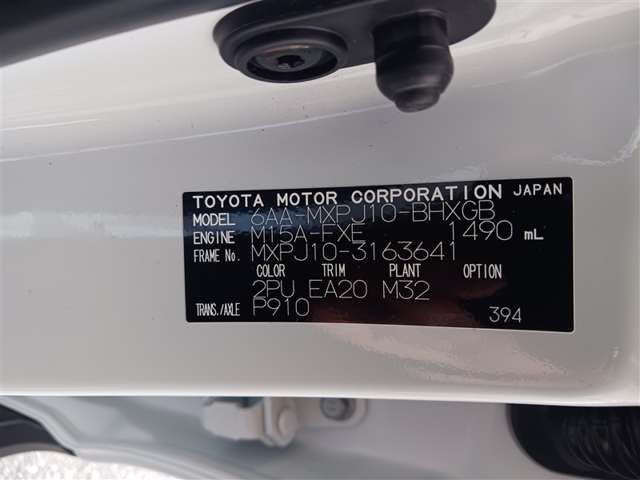 TOYOTA MOTOR CORPORATION JAPAN
MODEL 6AA-MXPJ10-BHXGB
ENGINE M15A-FXE 1490 mL
FRAME No. MXPJ10-3163641
COLOR TRIM PLANT OPTION
2PU EA20 M32
TRANS./AXLE P910 394